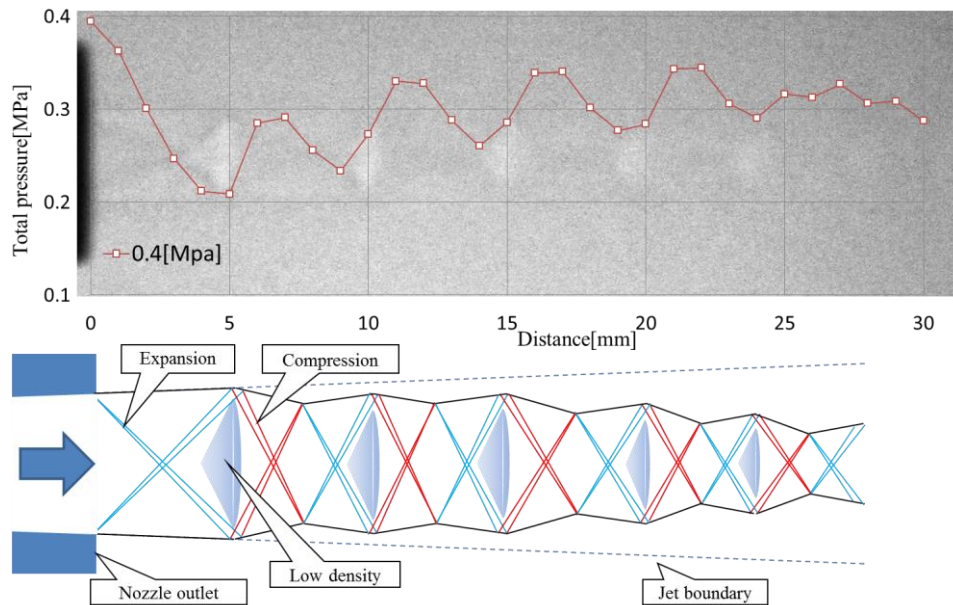 0.4
0.3
0.2
0.1
Total pressure[MPa]
0.4[Mpa]
0 5 10 15 20 25 30
Distance[mm]
Expansion
Compression
Low density
Nozzle outlet
Jet boundary